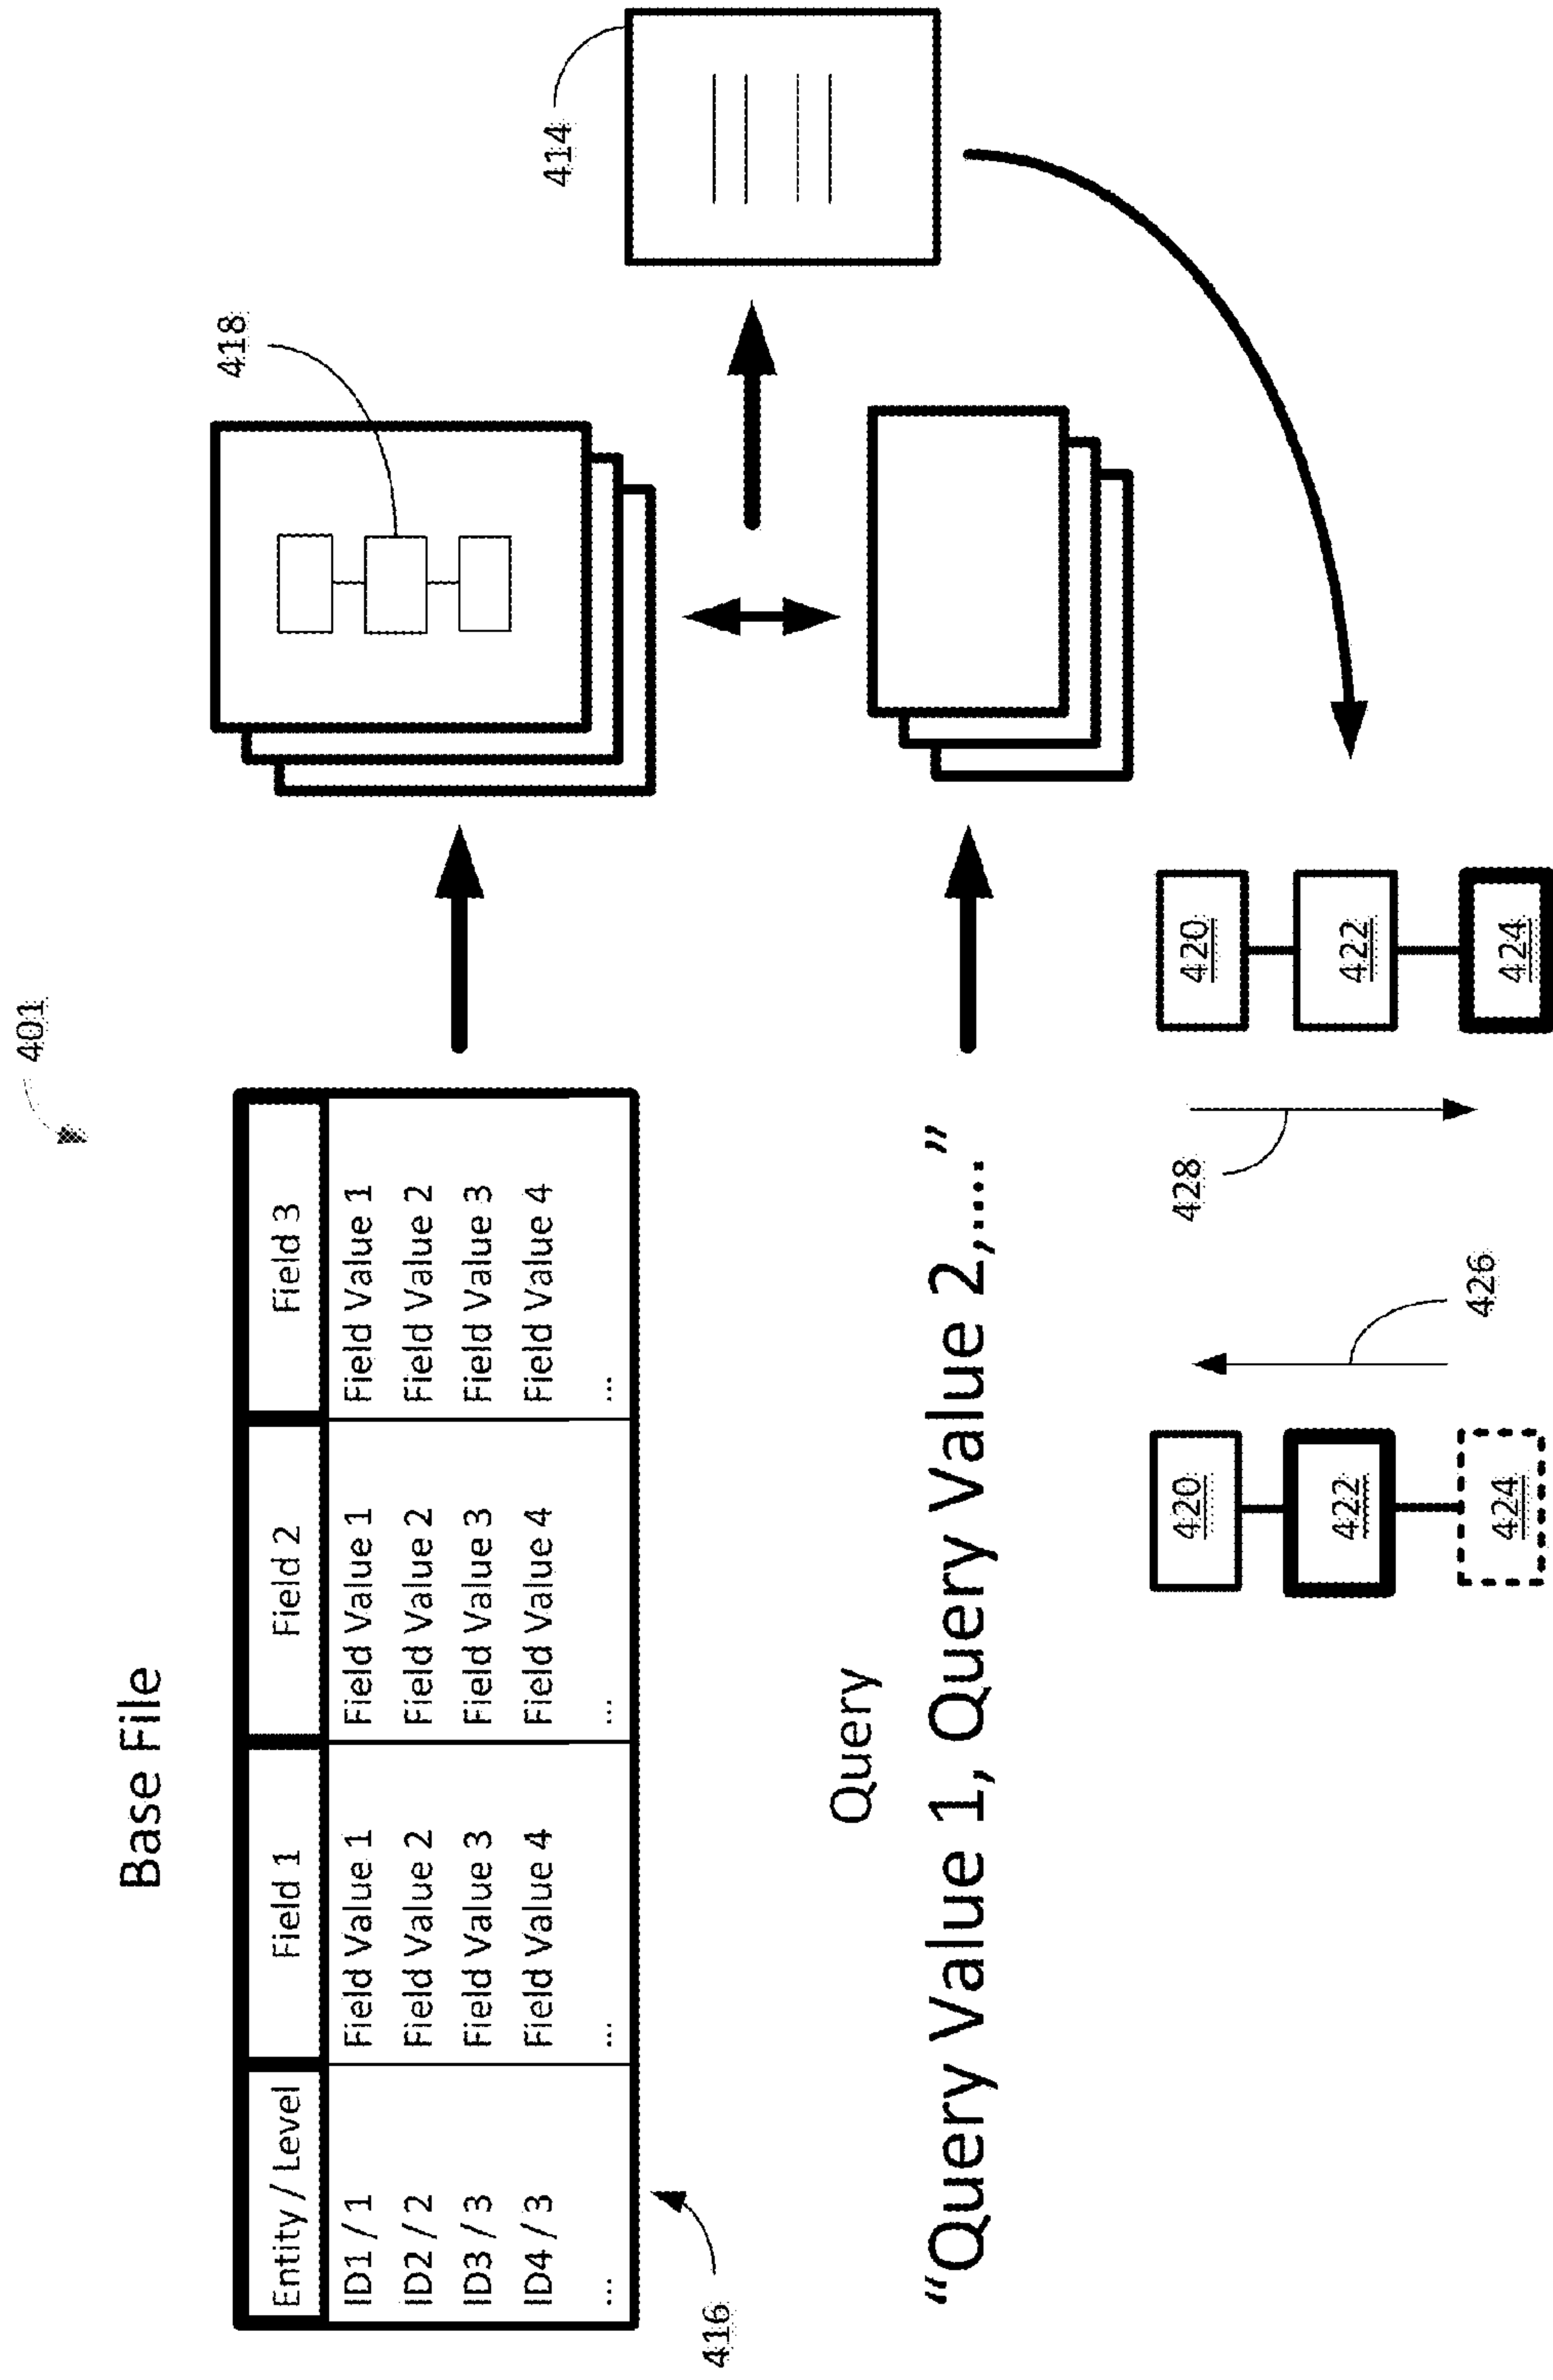 401
Base File
Entity / Level Field 1 Field 2 Field 3
ID1 / 1 Field Value 1 Field Value 1 Field Value 1
ID2 / 2 Field Value 2 Field Value 2 Field Value 2
ID3 / 3 Field Value 3 Field Value 3 Field Value 3
ID4 / 3 Field Value 4 Field Value 4 Field Value 4
... ... ... ...
416
418
414
Query
“Query Value 1, Query Value 2,....”
420
422
424
426
428
420
422
424